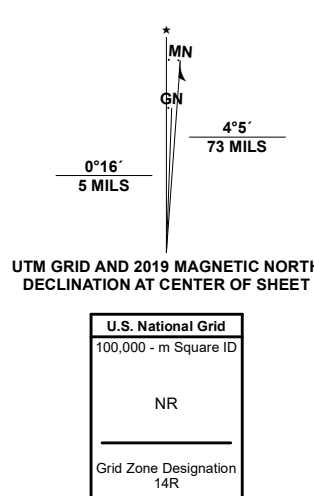 ★
MN
GN
4°5´
73 MILS
0°16´
5 MILS
UTM GRID AND 2019 MAGNETIC NORTH
DECLINATION AT CENTER OF SHEET
U.S. National Grid
100,000 - m Square ID
NR
Grid Zone Designation
14R